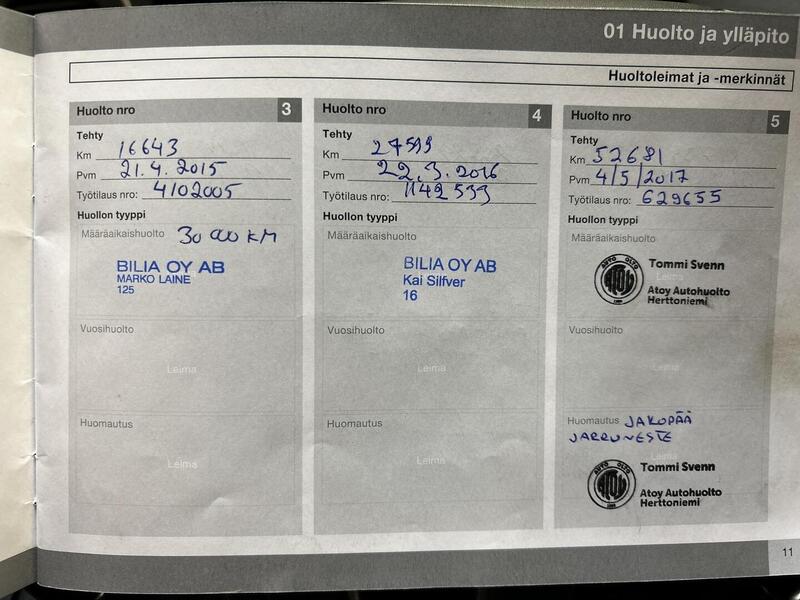 01 Huolto ja ylläpito
Huoltoleimat ja -merkinnät
Huolto nro 3
Tehty
Km 16643
Pvm 21.4.2015
Työtilaus nro: 4102005
Huollon tyyppi
Määräaikaishuolto 30 000 KM
BILIA OY AB
MARKO LAINE
125
Vuosihuolto
Leima
Huomautus
Leima
Huolto nro 4
Tehty
Km 27599
Pvm 22.3.2016
Työtilaus nro: 1142533
Huollon tyyppi
Määräaikaishuolto
BILIA OY AB
Kai Silfver
16
Vuosihuolto
Leima
Huomautus
Leima
Huolto nro 5
Tehty
Km 52681
Pvm 4/5/2017
Työtilaus nro: 629655
Huollon tyyppi
Määräaikaishuolto
Tommi Svenn
Atoy Autohuolto
Herttoniemi
Vuosihuolto
Leima
Huomautus JAKOPÄÄ
JARRUNESTE
Leima
Tommi Svenn
Atoy Autohuolto
Herttoniemi
11